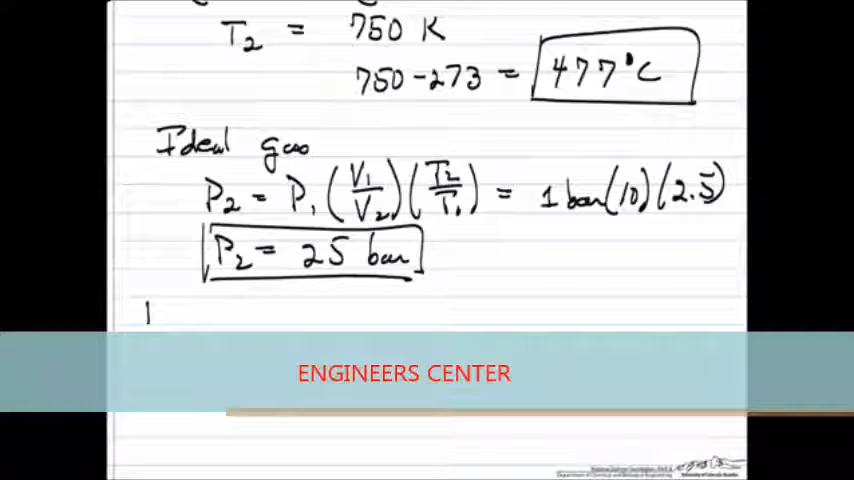 T₂ = 750 K
750 - 273 = 477°C
Ideal gas
P₂ = P₁ (V₁/V₂)(T₂/T₁) = 1 bar (10)(2.5)
P₂ = 25 bar
ENGINEERS CENTER